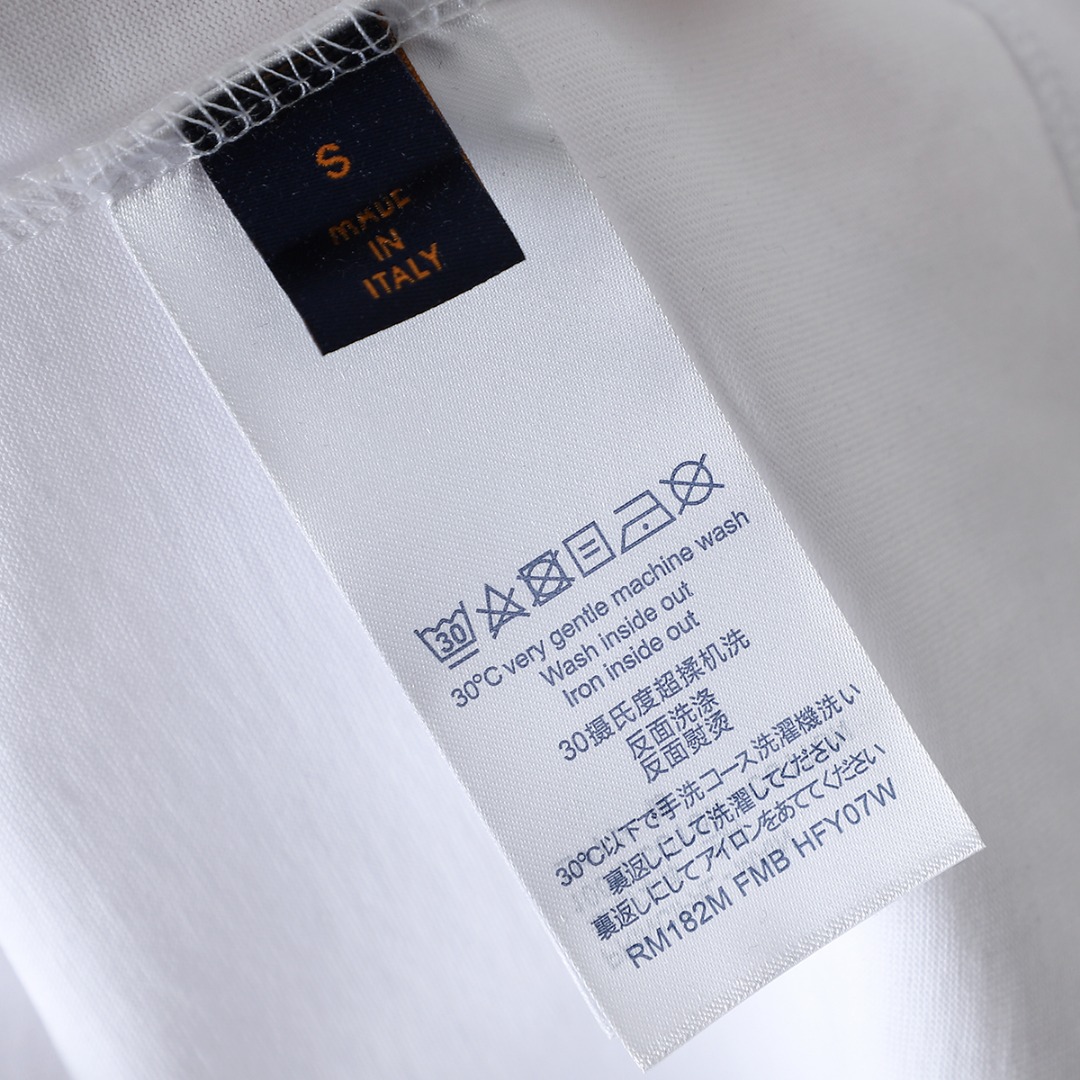 S
MADE
IN
ITALY
30
30°C very gentle machine wash
Wash inside out
Iron inside out
30摄氏度超揉机洗
反面洗涤
反面熨烫
30℃以下で手洗コース洗濯機洗い
裏返しにして洗濯してください
裏返しにしてアイロンをあててください
RM182M FMB HFY07W